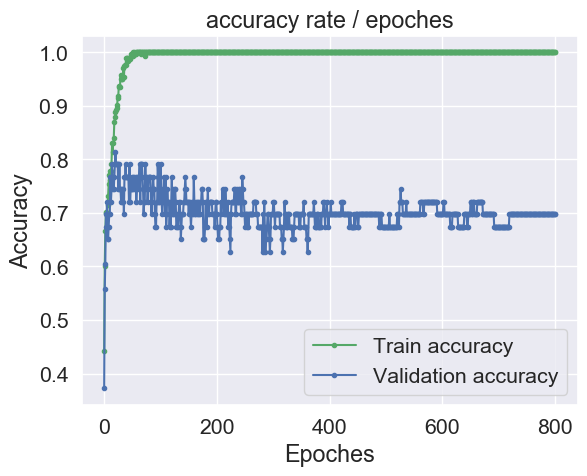 accuracy rate / epoches
1.0
0.9
0.8
0.7
0.6
0.5
0.4
Accuracy
Train accuracy
Validation accuracy
0 200 400 600 800
Epoches